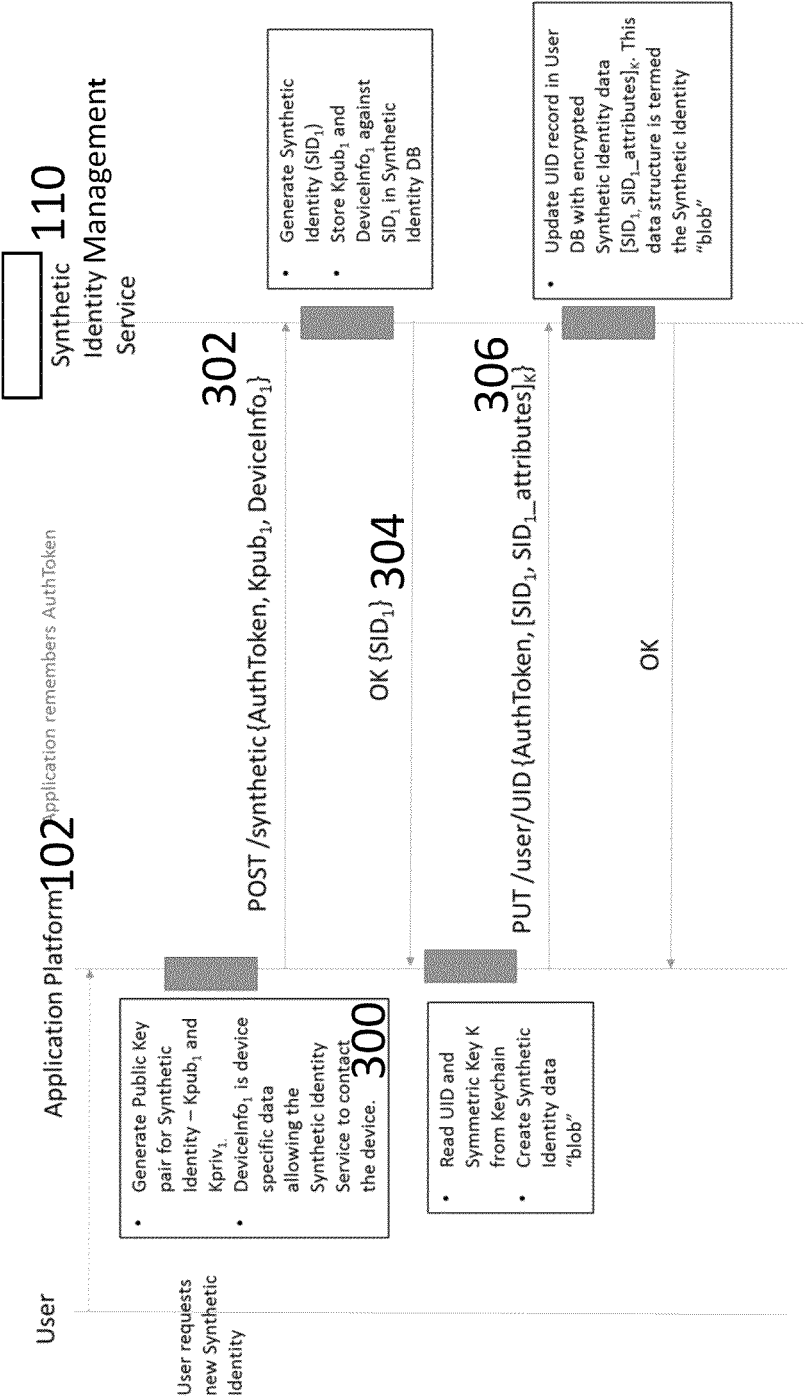 User
Application Platform
102
Application remembers AuthToken
110
Synthetic
Identity Management
Service
User requests
new Synthetic
Identity
• Generate Public Key
pair for Synthetic
Identity – Kpub₁ and
Kpriv₁.
• DeviceInfo₁ is device
specific data
allowing the
Synthetic Identity
Service to contact
the device.
300
302
POST /synthetic {AuthToken, Kpub₁, DeviceInfo₁}
• Generate Synthetic
Identity (SID₁)
• Store Kpub₁ and
DeviceInfo₁ against
SID₁ in Synthetic
Identity DB
OK {SID₁}
304
• Read UID and
Symmetric Key K
from Keychain
• Create Synthetic
Identity data
“blob”
306
PUT /user/UID {AuthToken, [SID₁, SID₁_attributes]ₖ}
• Update UID record in User
DB with encrypted
Synthetic Identity data
[SID₁, SID₁_attributes]ₖ. This
data structure is termed
the Synthetic Identity
“blob”
OK